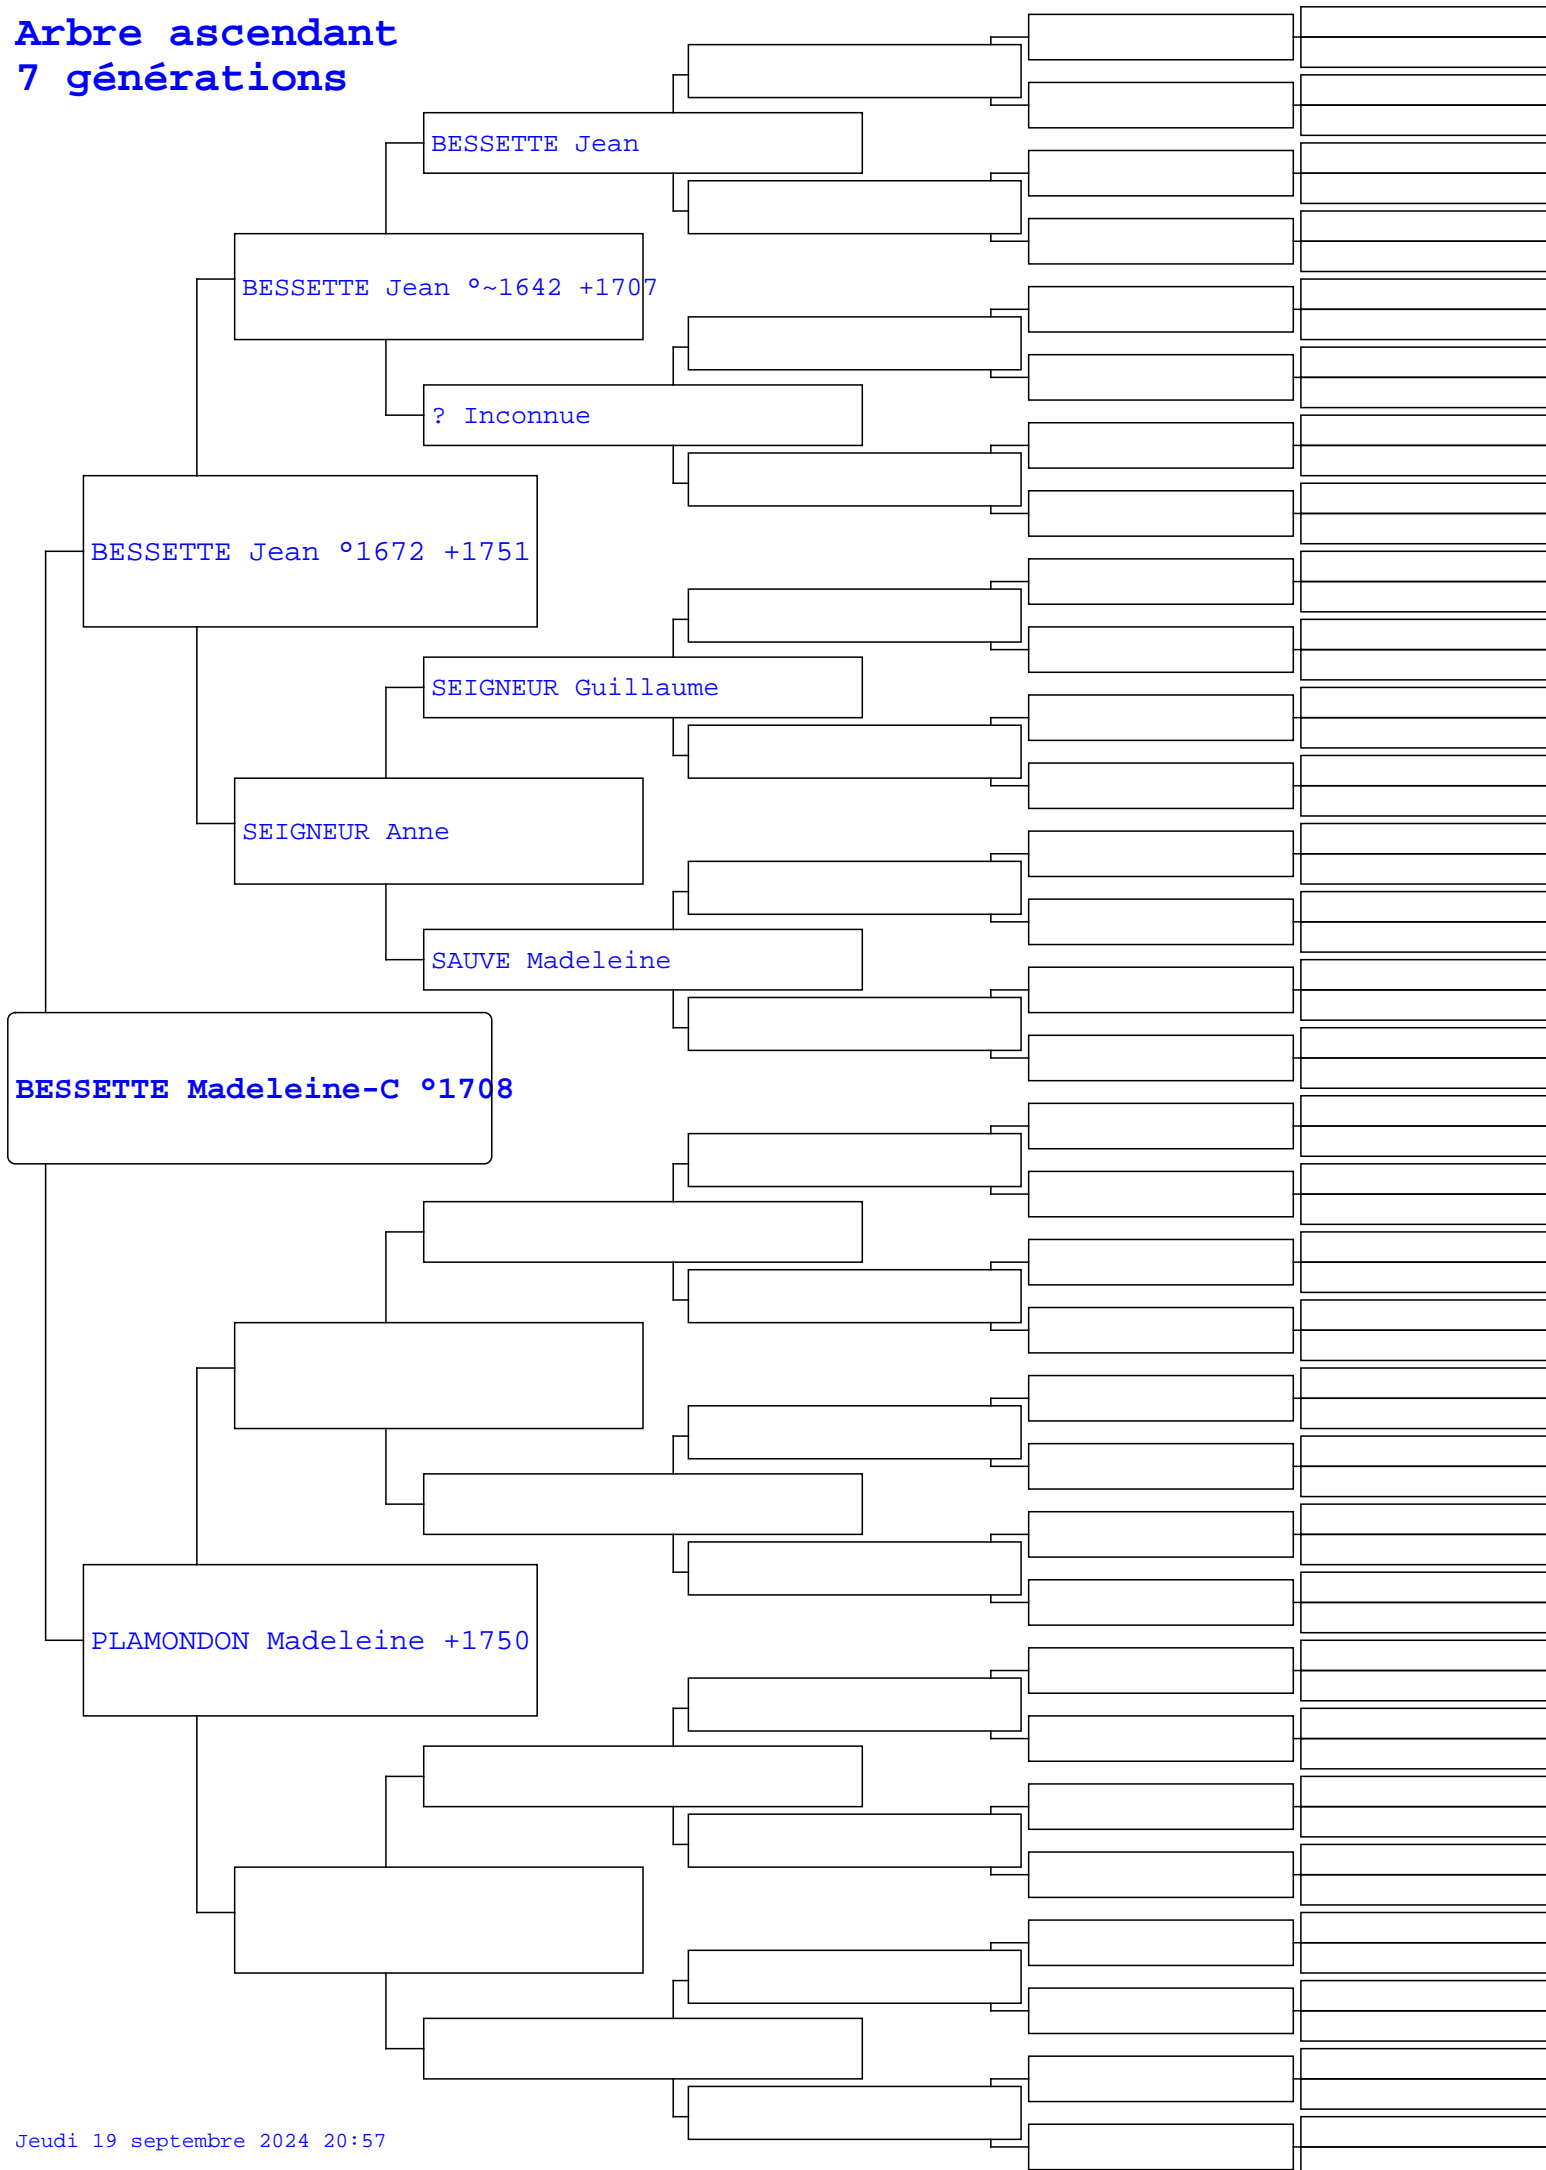 Arbre ascendant
7 générations
BESSETTE Jean
BESSETTE Jean °~1642 +1707
? Inconnue
BESSETTE Jean °1672 +1751
SEIGNEUR Guillaume
SEIGNEUR Anne
SAUVE Madeleine
BESSETTE Madeleine-C °1708
PLAMONDON Madeleine +1750
Jeudi 19 septembre 2024 20:57